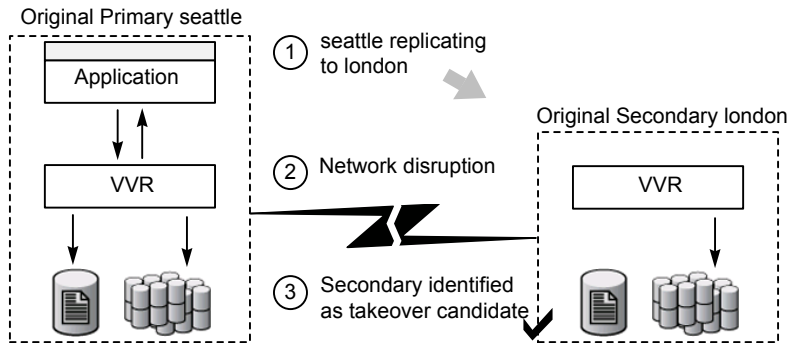 Original Primary seattle
Application
VVR
1
seattle replicating
to london
2
Network disruption
3
Secondary identified
as takeover candidate
Original Secondary london
VVR